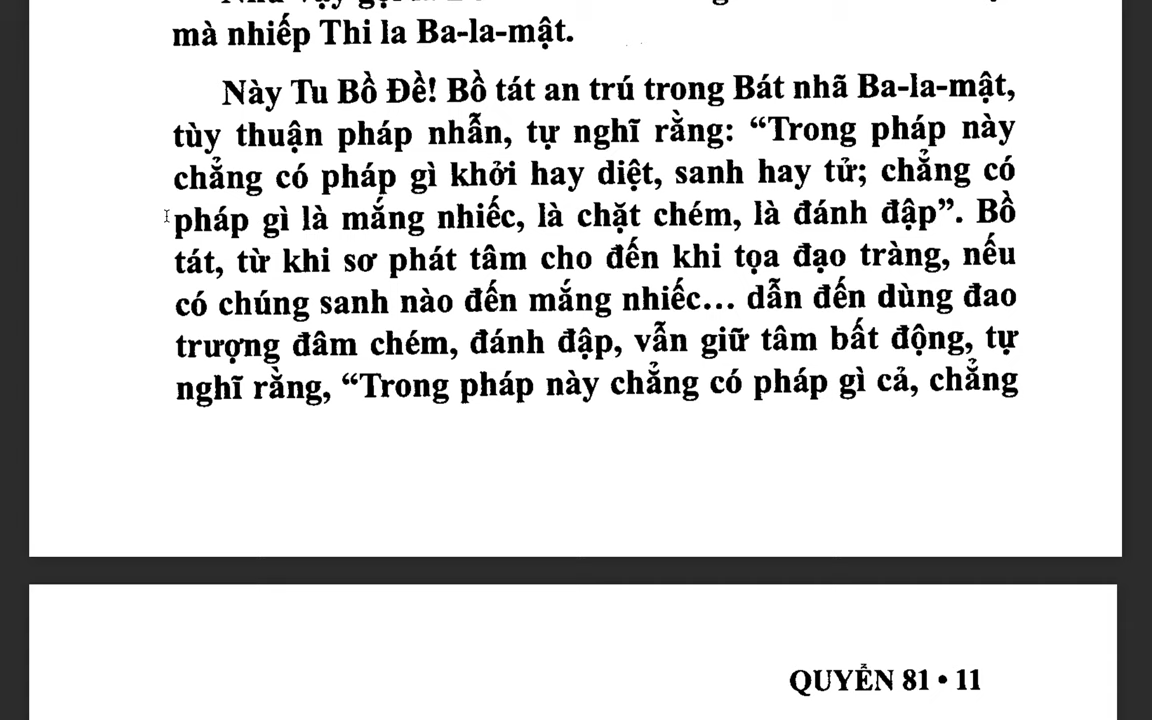 mà nhiếp Thi la Ba-la-mật.
Này Tu Bồ Đề! Bồ tát an trú trong Bát nhã Ba-la-mật,
tùy thuận pháp nhẫn, tự nghĩ rằng: “Trong pháp này
chẳng có pháp gì khởi hay diệt, sanh hay tử; chẳng có
pháp gì là mắng nhiếc, là chặt chém, là đánh đập”. Bồ
tát, từ khi sơ phát tâm cho đến khi tọa đạo tràng, nếu
có chúng sanh nào đến mắng nhiếc... dẫn đến dùng đao
trượng đâm chém, đánh đập, vẫn giữ tâm bất động, tự
nghĩ rằng, “Trong pháp này chẳng có pháp gì cả, chẳng
QUYỂN 81 • 11